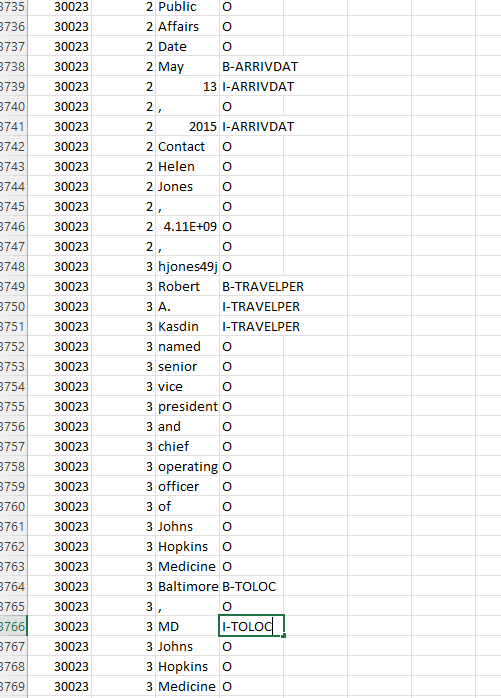 3735 30023 2 Public O
3736 30023 2 Affairs O
3737 30023 2 Date O
3738 30023 2 May B-ARRIVDAT
3739 30023 2 13 I-ARRIVDAT
3740 30023 2 , O
3741 30023 2 2015 I-ARRIVDAT
3742 30023 2 Contact O
3743 30023 2 Helen O
3744 30023 2 Jones O
3745 30023 2 , O
3746 30023 2 4.11E+09 O
3747 30023 2 , O
3748 30023 3 hjones49j O
3749 30023 3 Robert B-TRAVELPER
3750 30023 3 A. I-TRAVELPER
3751 30023 3 Kasdin I-TRAVELPER
3752 30023 3 named O
3753 30023 3 senior O
3754 30023 3 vice O
3755 30023 3 president O
3756 30023 3 and O
3757 30023 3 chief O
3758 30023 3 operating O
3759 30023 3 officer O
3760 30023 3 of O
3761 30023 3 Johns O
3762 30023 3 Hopkins O
3763 30023 3 Medicine O
3764 30023 3 Baltimore B-TOLOC
3765 30023 3 , O
3766 30023 3 MD I-TOLOC
3767 30023 3 Johns O
3768 30023 3 Hopkins O
3769 30023 3 Medicine O